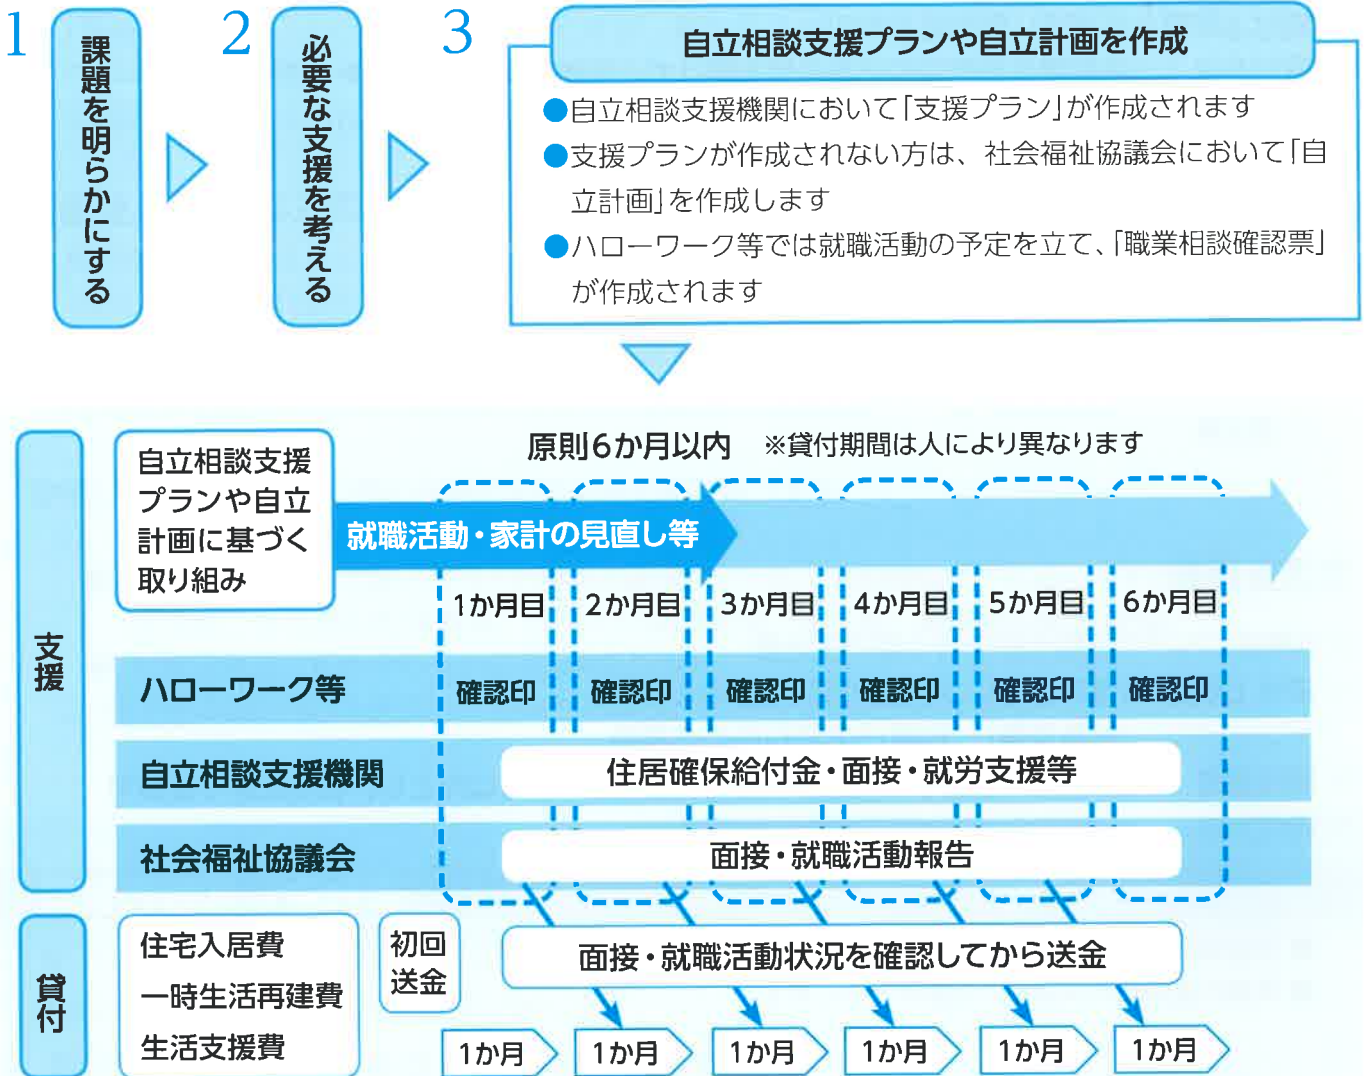 1
課題を明らかにする
2
必要な支援を考える
3
自立相談支援プランや自立計画を作成
●自立相談支援機関において「支援プラン」が作成されます
●支援プランが作成されない方は、社会福祉協議会において「自
立計画」を作成します
●ハローワーク等では就職活動の予定を立て、「職業相談確認票」
が作成されます
支援
自立相談支援
プランや自立
計画に基づく
取り組み
原則6か月以内 ※貸付期間は人により異なります
就職活動・家計の見直し等
1か月目 2か月目 3か月目 4か月目 5か月目 6か月目
ハローワーク等 確認印 確認印 確認印 確認印 確認印 確認印
自立相談支援機関 住居確保給付金・面接・就労支援等
社会福祉協議会 面接・就職活動報告
貸付
住宅入居費
一時生活再建費
生活支援費
初回
送金
面接・就職活動状況を確認してから送金
1か月 1か月 1か月 1か月 1か月 1か月